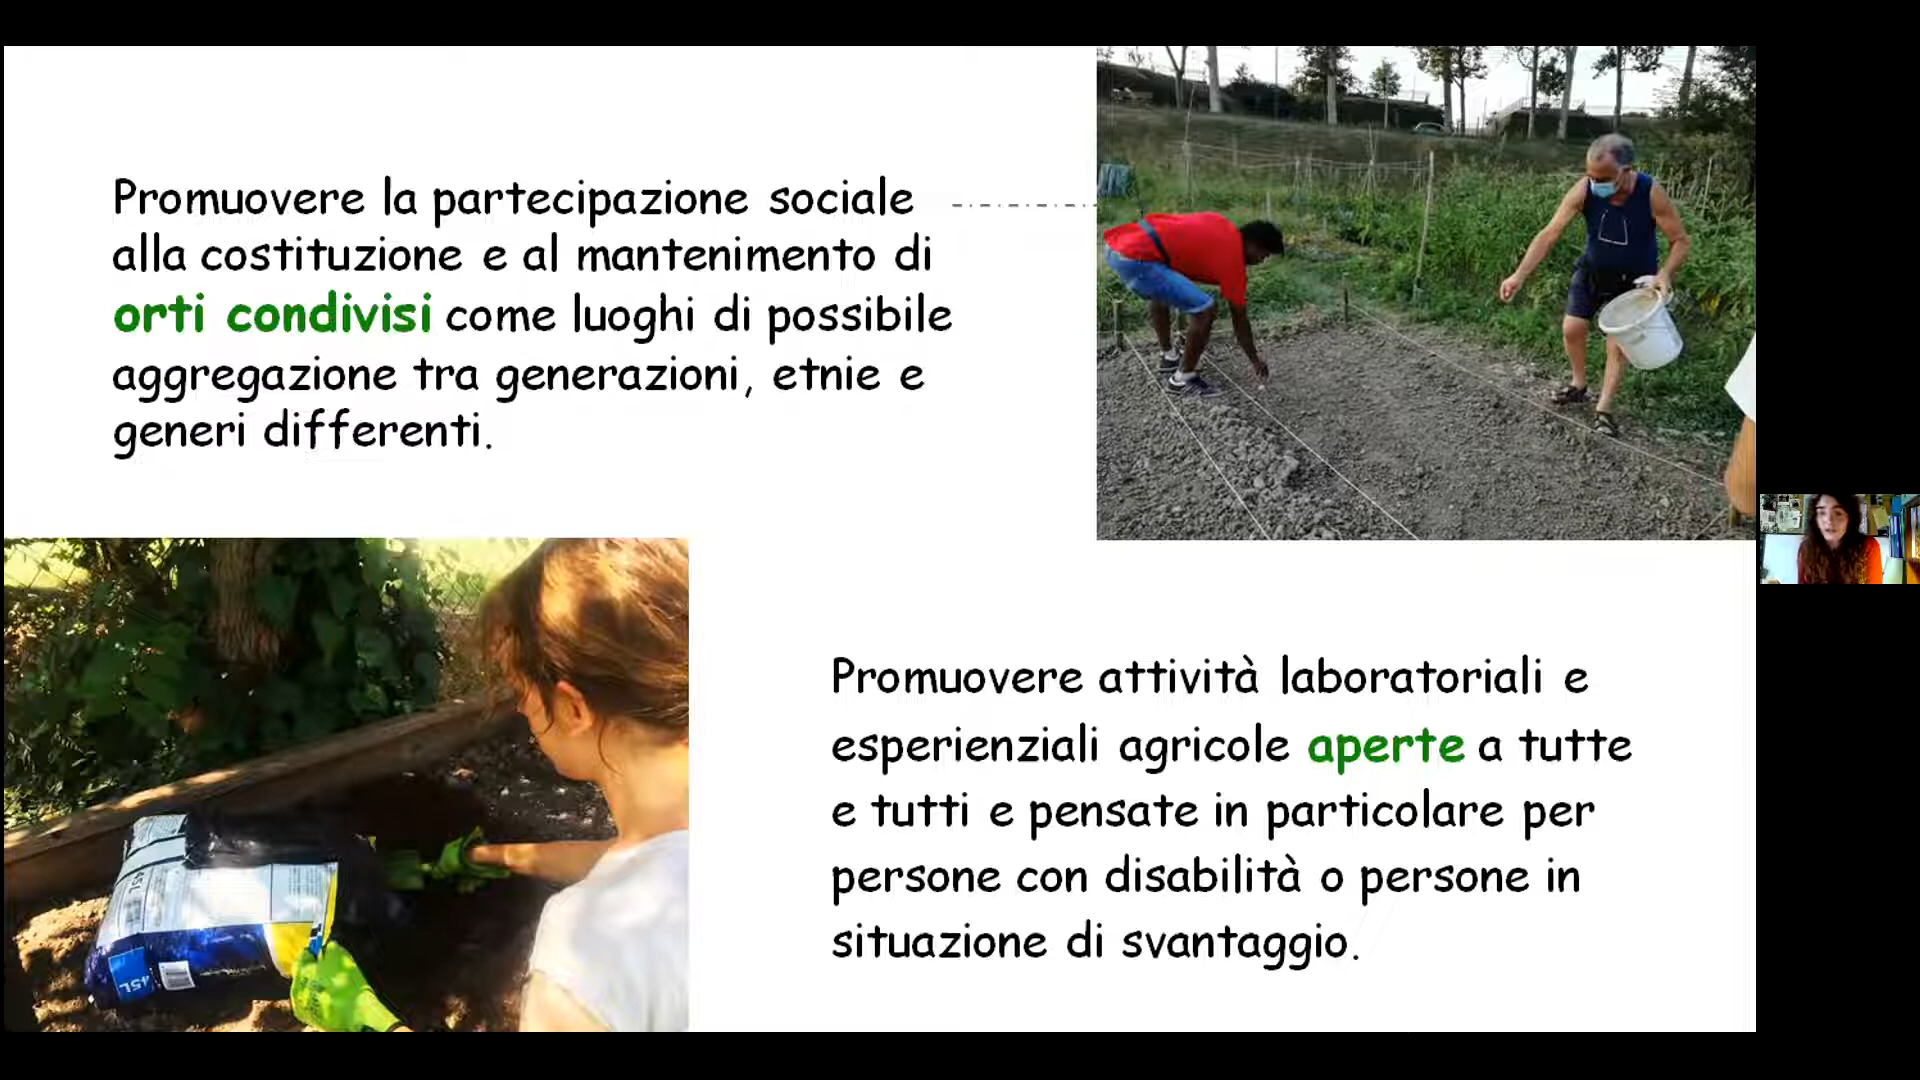 Promuovere la partecipazione sociale
alla costituzione e al mantenimento di
orti condivisi come luoghi di possibile
aggregazione tra generazioni, etnie e
generi differenti.
45L
45L
Promuovere attività laboratoriali e
esperienziali agricole aperte a tutte
e tutti e pensate in particolare per
persone con disabilità o persone in
situazione di svantaggio.